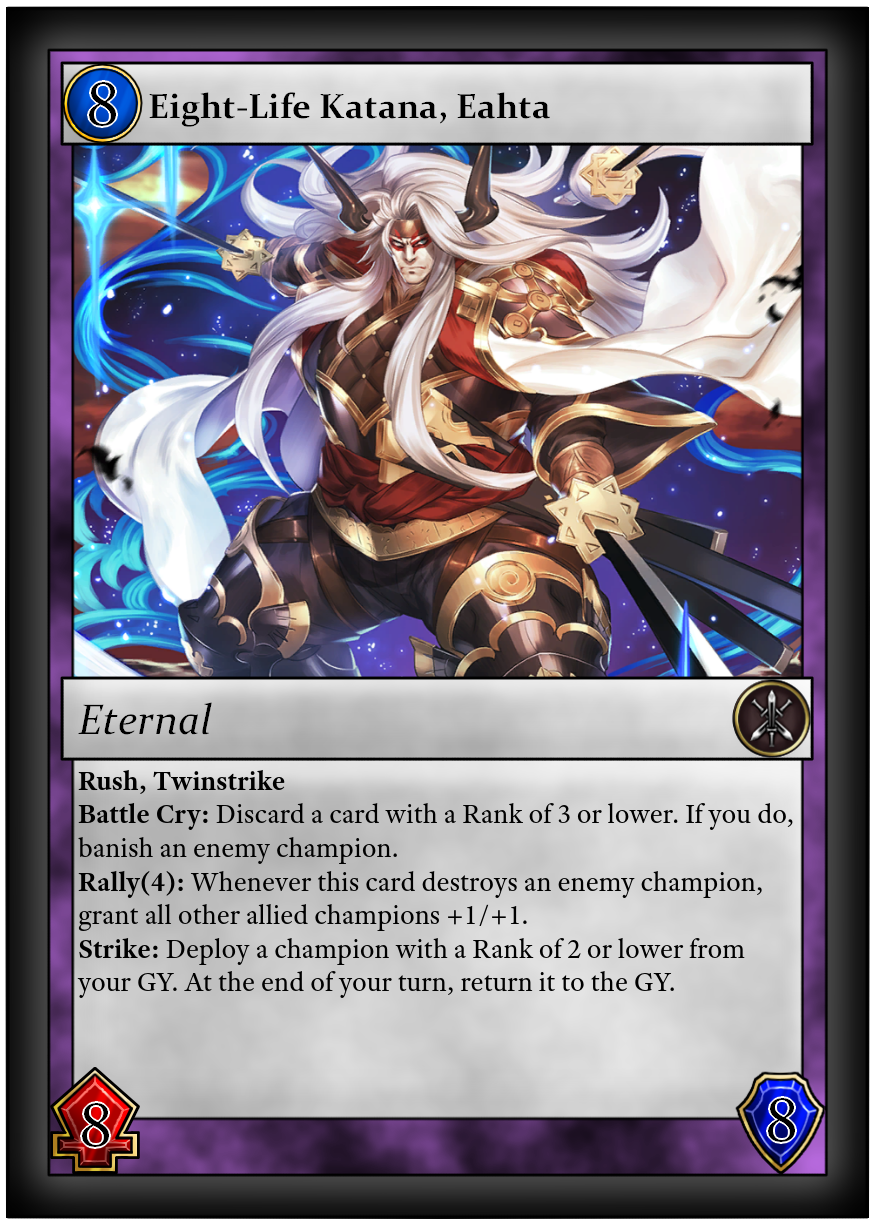 8 Eight-Life Katana, Eahta
Eternal
Rush, Twinstrike
Battle Cry: Discard a card with a Rank of 3 or lower. If you do,
banish an enemy champion.
Rally(4): Whenever this card destroys an enemy champion,
grant all other allied champions +1/+1.
Strike: Deploy a champion with a Rank of 2 or lower from
your GY. At the end of your turn, return it to the GY.
8 8